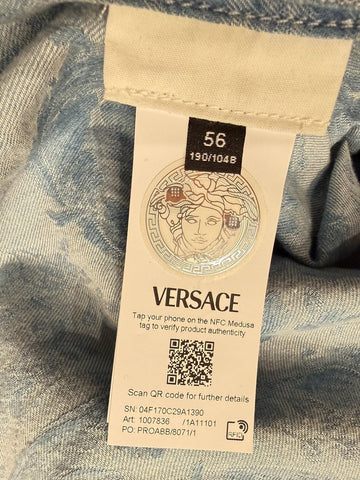 56
190/104B
VERSACE
Tap your phone on the NFC Medusa
tag to verify product authenticity
Scan QR code for further details
SN: 04F170C29A1390
Art: 1007836 /1A11101
PO: PROABB/8071/1
RFID